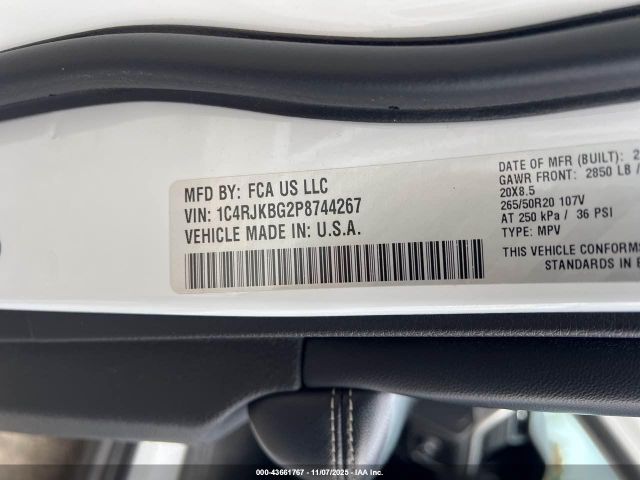 MFD BY: FCA US LLC
VIN: 1C4RJKBG2P8744267
VEHICLE MADE IN: U.S.A.
DATE OF MFR (BUILT): 2
GAWR FRONT: 2850 LB /
20X8.5
265/50R20 107V
AT 250 kPa / 36 PSI
TYPE: MPV
THIS VEHICLE CONFORMS
STANDARDS IN
000-43661767 - 11/07/2025 - IAA Inc.